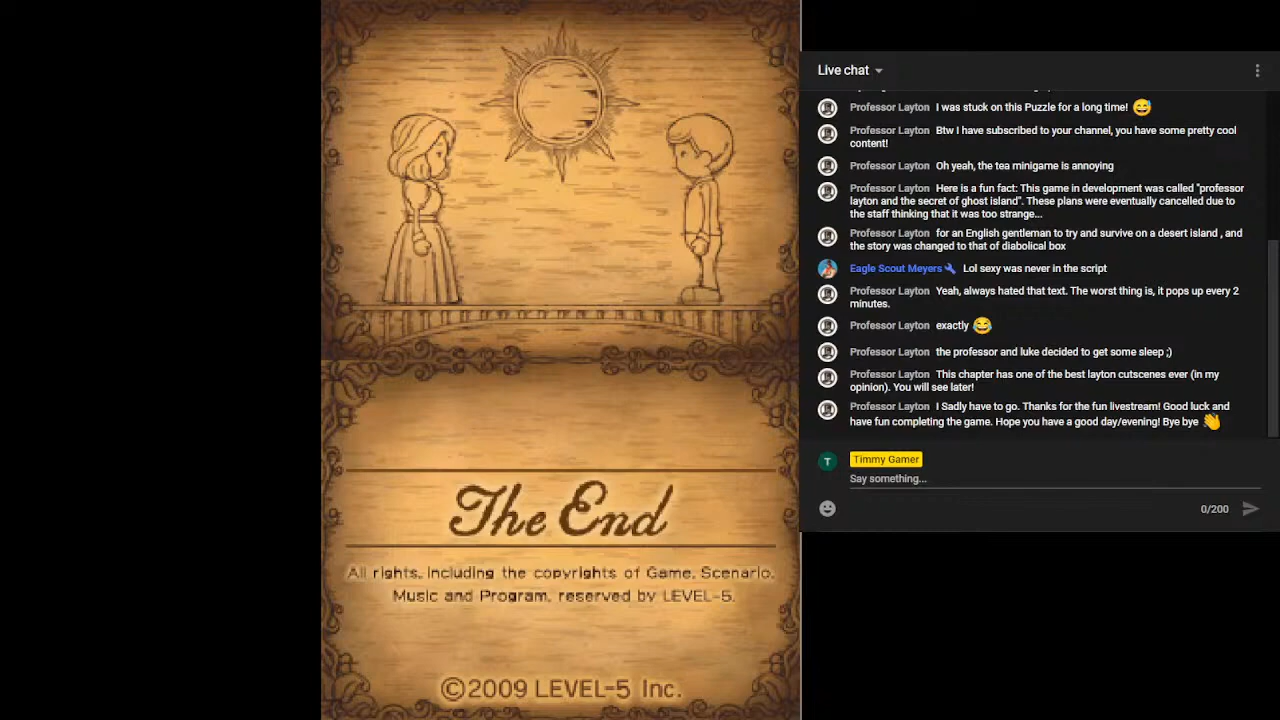 Live chat
Professor Layton I was stuck on this Puzzle for a long time! 😅
Professor Layton Btw I have subscribed to your channel, you have some pretty cool
content!
Professor Layton Oh yeah, the tea minigame is annoying
Professor Layton Here is a fun fact: This game in development was called "professor
layton and the secret of ghost island". These plans were eventually cancelled due to
the staff thinking that it was too strange...
Professor Layton for an English gentleman to try and survive on a desert island , and
the story was changed to that of diabolical box
Eagle Scout Meyers Lol sexy was never in the script
Professor Layton Yeah, always hated that text. The worst thing is, it pops up every 2
minutes.
Professor Layton exactly 😂
Professor Layton the professor and luke decided to get some sleep ;)
Professor Layton This chapter has one of the best layton cutscenes ever (in my
opinion). You will see later!
Professor Layton I Sadly have to go. Thanks for the fun livestream! Good luck and
have fun completing the game. Hope you have a good day/evening! Bye bye 👋
T Timmy Gamer
Say something...
0/200
The End
All rights, including the copyrights of Game, Scenario,
Music and Program, reserved by LEVEL-5.
©2009 LEVEL-5 Inc.